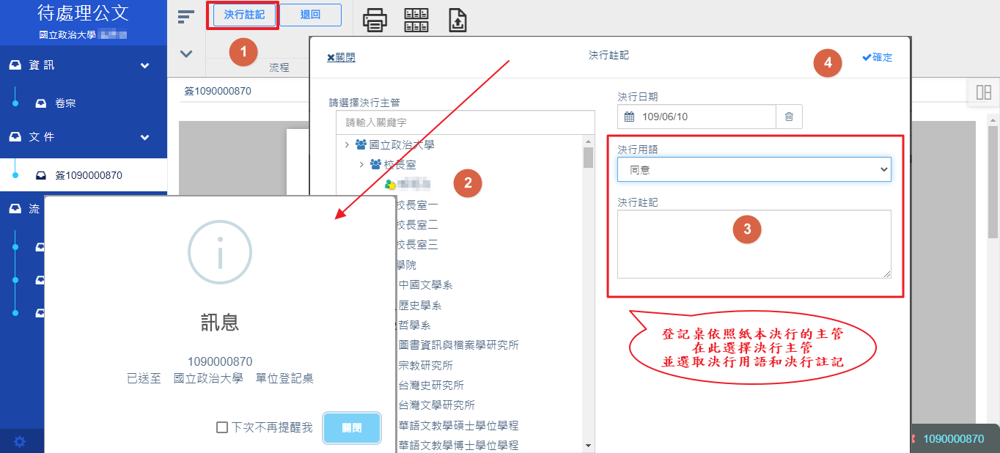 待處理公文
國立政治大學
資 訊
卷宗
文 件
簽1090000870
流
決行註記
退回
1
流程
簽1090000870
關閉
決行註記
4
確定
請選擇決行主管
請輸入關鍵字
國立政治大學
校長室
2
校長室一
校長室二
校長室三
學院
中國文學系
歷史學系
哲學系
圖書資訊與檔案學研究所
宗教研究所
台灣史研究所
台灣文學研究所
華語文教學碩士學位學程
華語文教學博士學位學程
決行日期
109/06/10
決行用語
同意
決行註記
3
登記桌依照紙本決行的主管
在此選擇決行主管
並選取決行用語和決行註記
訊息
1090000870
已送至 國立政治大學 單位登記桌
下次不再提醒我
關閉
1090000870